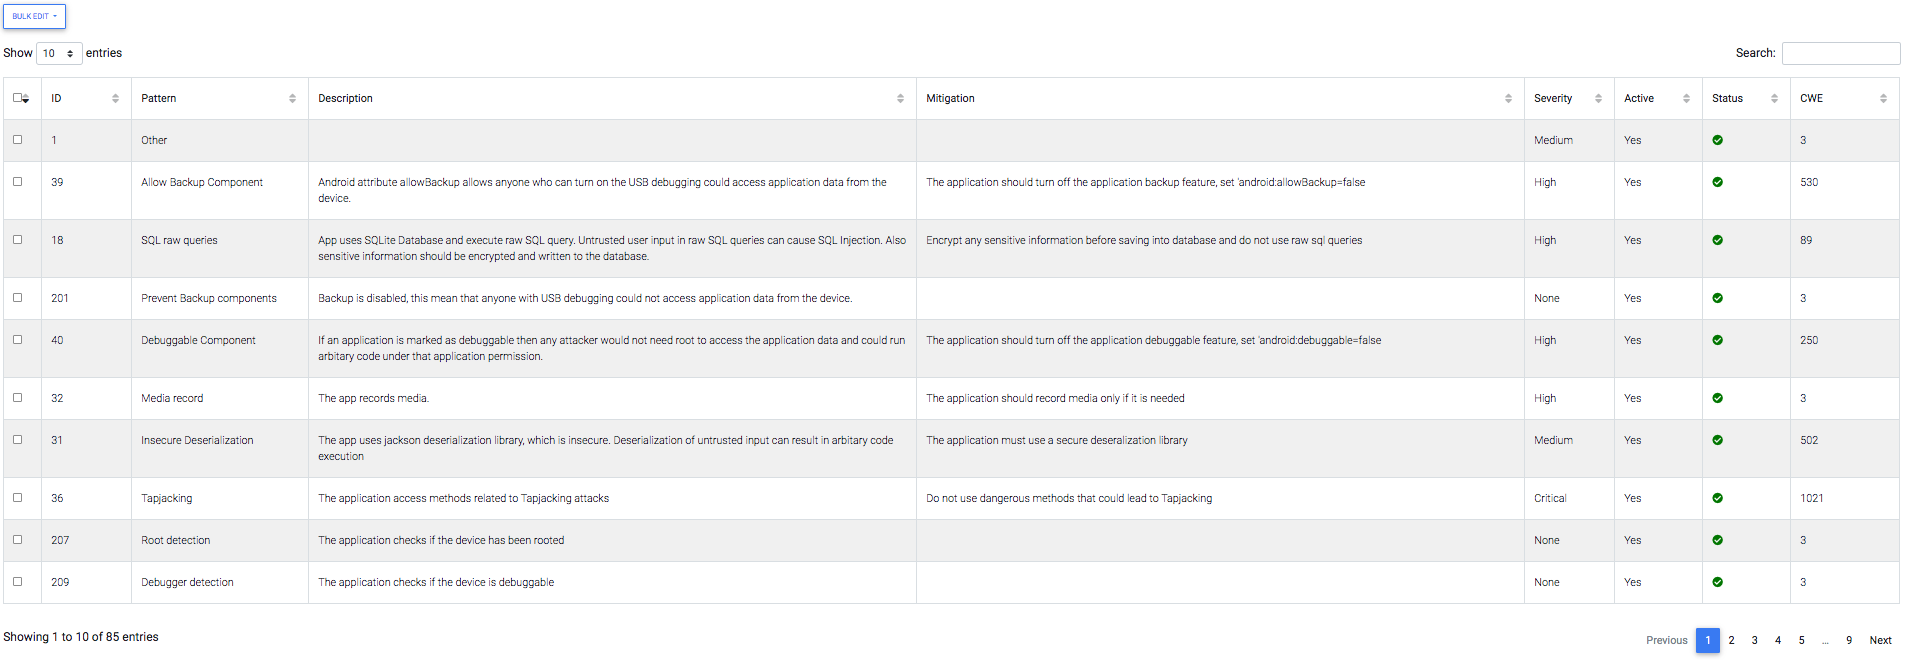 BULK EDIT
Show 10 entries
Search:
ID Pattern Description Mitigation Severity Active Status CWE
1 Other Medium Yes 3
39 Allow Backup Component Android attribute allowBackup allows anyone who can turn on the USB debugging could access application data from the The application should turn off the application backup feature, set 'android:allowBackup=false High Yes 530
device.
18 SQL raw queries App uses SQLite Database and execute raw SQL query. Untrusted user input in raw SQL queries can cause SQL Injection. Also Encrypt any sensitive information before saving into database and do not use raw sql queries High Yes 89
sensitive information should be encrypted and written to the database.
201 Prevent Backup components Backup is disabled, this mean that anyone with USB debugging could not access application data from the device. None Yes 3
40 Debuggable Component If an application is marked as debuggable then any attacker would not need root to access the application data and could run The application should turn off the application debuggable feature, set 'android:debuggable=false High Yes 250
arbitary code under that application permission.
32 Media record The app records media. The application should record media only if it is needed High Yes 3
31 Insecure Deserialization The app uses jackson deserialization library, which is insecure. Deserialization of untrusted input can result in arbitary code The application must use a secure deseralization library Medium Yes 502
execution
36 Tapjacking The application access methods related to Tapjacking attacks Do not use dangerous methods that could lead to Tapjacking Critical Yes 1021
207 Root detection The application checks if the device has been rooted None Yes 3
209 Debugger detection The application checks if the device is debuggable None Yes 3
Showing 1 to 10 of 85 entries
Previous 1 2 3 4 5 … 9 Next